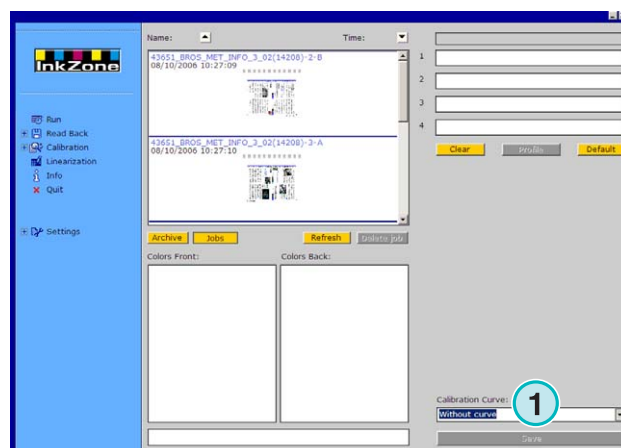 InkZone
Run
Read Back
Calibration
Linearization
Info
Quit
Settings
Name:
Time:
43651_BROS_MET_INFO_3_02(14208)-2-B
08/10/2006 10:27:09
43651_BROS_MET_INFO_3_02(14208)-3-A
08/10/2006 10:27:10
Archive
Jobs
Refresh
Delete job
Colors Front:
Colors Back:
1
2
3
4
Clear
Profile
Default
Calibration Curve:
1
Without curve
Save